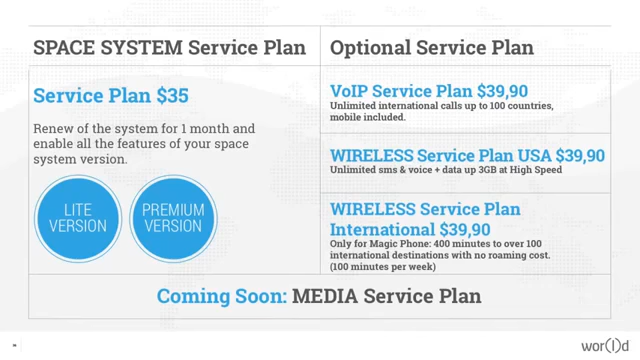 SPACE SYSTEM Service Plan
Service Plan $35
Renew of the system for 1 month and
enable all the features of your space
system version.
LITE
VERSION
PREMIUM
VERSION
Optional Service Plan
VoIP Service Plan $39,90
Unlimited international calls up to 100 countries,
mobile included.
WIRELESS Service Plan USA $39,90
Unlimited sms & voice + data up 3GB at High Speed
WIRELESS Service Plan
International $39,90
Only for Magic Phone: 400 minutes to over 100
international destinations with no roaming cost.
(100 minutes per week)
Coming Soon: MEDIA Service Plan
wor(l)d